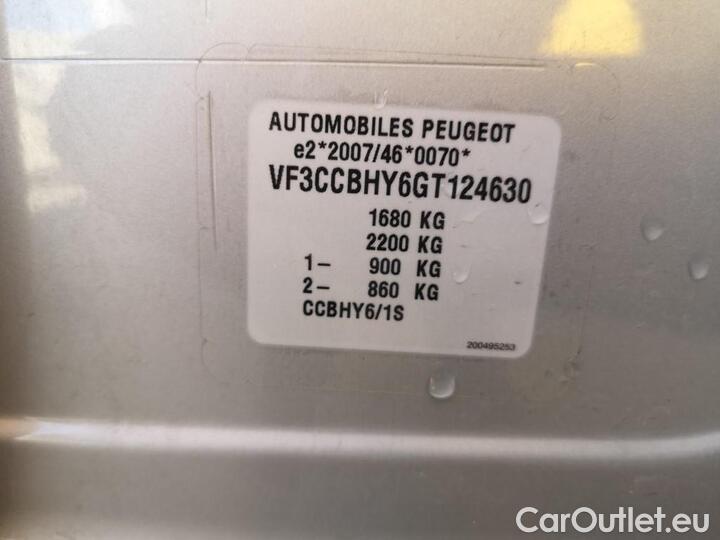 AUTOMOBILES PEUGEOT
e2*2007/46*0070*
VF3CCBHY6GT124630
1680 KG
2200 KG
1- 900 KG
2- 860 KG
CCBHY6/1S
200495253
CarOutlet.eu